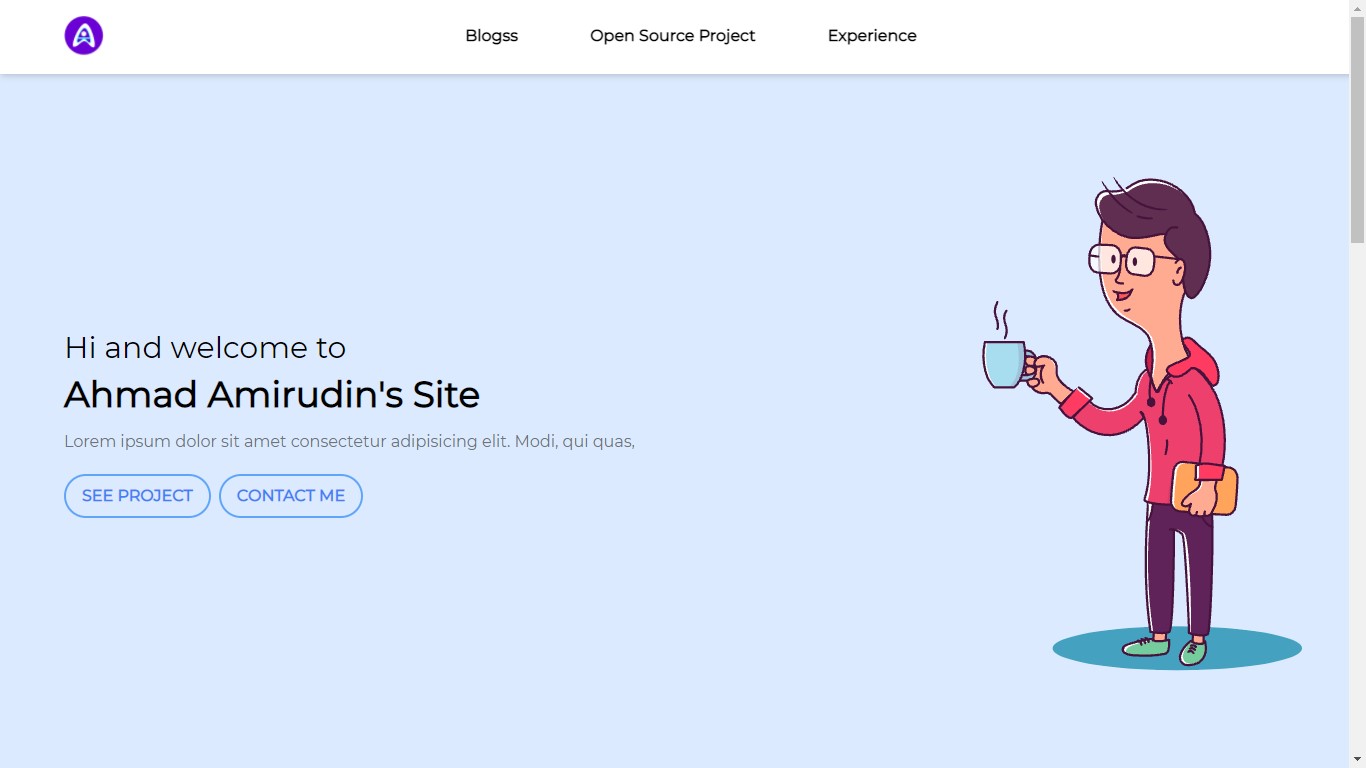 Blogss
Open Source Project
Experience
Hi and welcome to
Ahmad Amirudin's Site
Lorem ipsum dolor sit amet consectetur adipisicing elit. Modi, qui quas,
SEE PROJECT
CONTACT ME